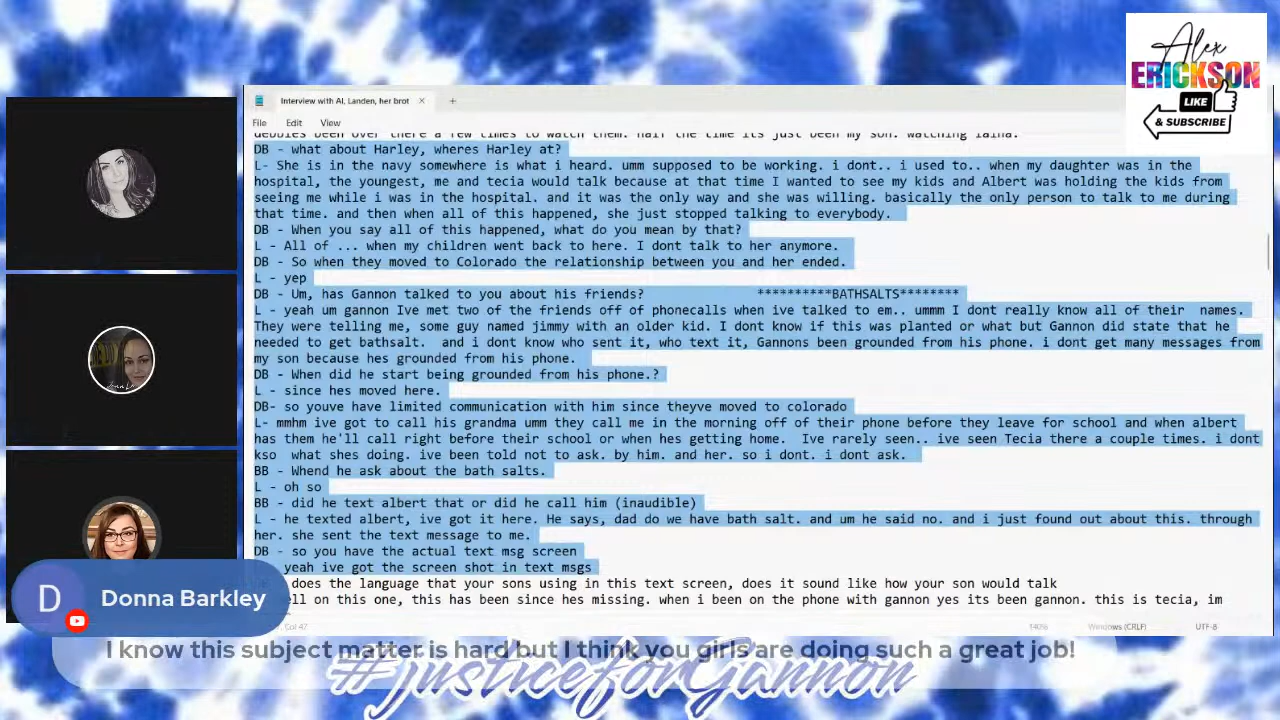 Alex
ERICKSON
LIKE
& SUBSCRIBE
Interview with AI, Landen, her brot
File Edit View
debbies been over there a few times to watch them. half the time its just been my son. watching laina.
DB - what about Harley, wheres Harley at?
L- She is in the navy somewhere is what i heard. umm supposed to be working. i dont.. i used to.. when my daughter was in the
hospital, the youngest, me and tecia would talk because at that time I wanted to see my kids and Albert was holding the kids from
seeing me while i was in the hospital. and it was the only way and she was willing. basically the only person to talk to me during
that time. and then when all of this happened, she just stopped talking to everybody.
DB - When you say all of this happened, what do you mean by that?
L - All of ... when my children went back to here. I dont talk to her anymore.
DB - So when they moved to Colorado the relationship between you and her ended.
L - yep
DB - Um, has Gannon talked to you about his friends? **********BATHSALTS********
L - yeah um gannon Ive met two of the friends off of phonecalls when ive talked to em.. ummm I dont really know all of their names.
They were telling me, some guy named jimmy with an older kid. I dont know if this was planted or what but Gannon did state that he
needed to get bathsalt. and i dont know who sent it, who text it, Gannons been grounded from his phone. i dont get many messages from
my son because hes grounded from his phone.
DB - When did he start being grounded from his phone.?
L - since hes moved here.
DB- so youve have limited communication with him since theyve moved to colorado
L- mmhm ive got to call his grandma umm they call me in the morning off of their phone before they leave for school and when albert
has them he'll call right before their school or when hes getting home. Ive rarely seen.. ive seen Tecia there a couple times. i dont
kso what shes doing. ive been told not to ask. by him. and her. so i dont. i dont ask.
BB - Whend he ask about the bath salts.
L - oh so
BB - did he text albert that or did he call him (inaudible)
L - he texted albert, ive got it here. He says, dad do we have bath salt. and um he said no. and i just found out about this. through
her. she sent the text message to me.
DB - so you have the actual text msg screen
yeah ive got the screen shot in text msgs
does the language that your sons using in this text screen, does it sound like how your son would talk
ell on this one, this has been since hes missing. when i been on the phone with gannon yes its been gannon. this is tecia, im
Col 47 140% Windows (CRLF) UTF-8
D Donna Barkley
I know this subject matter is hard but I think you girls are doing such a great job!
#justiceforGannon